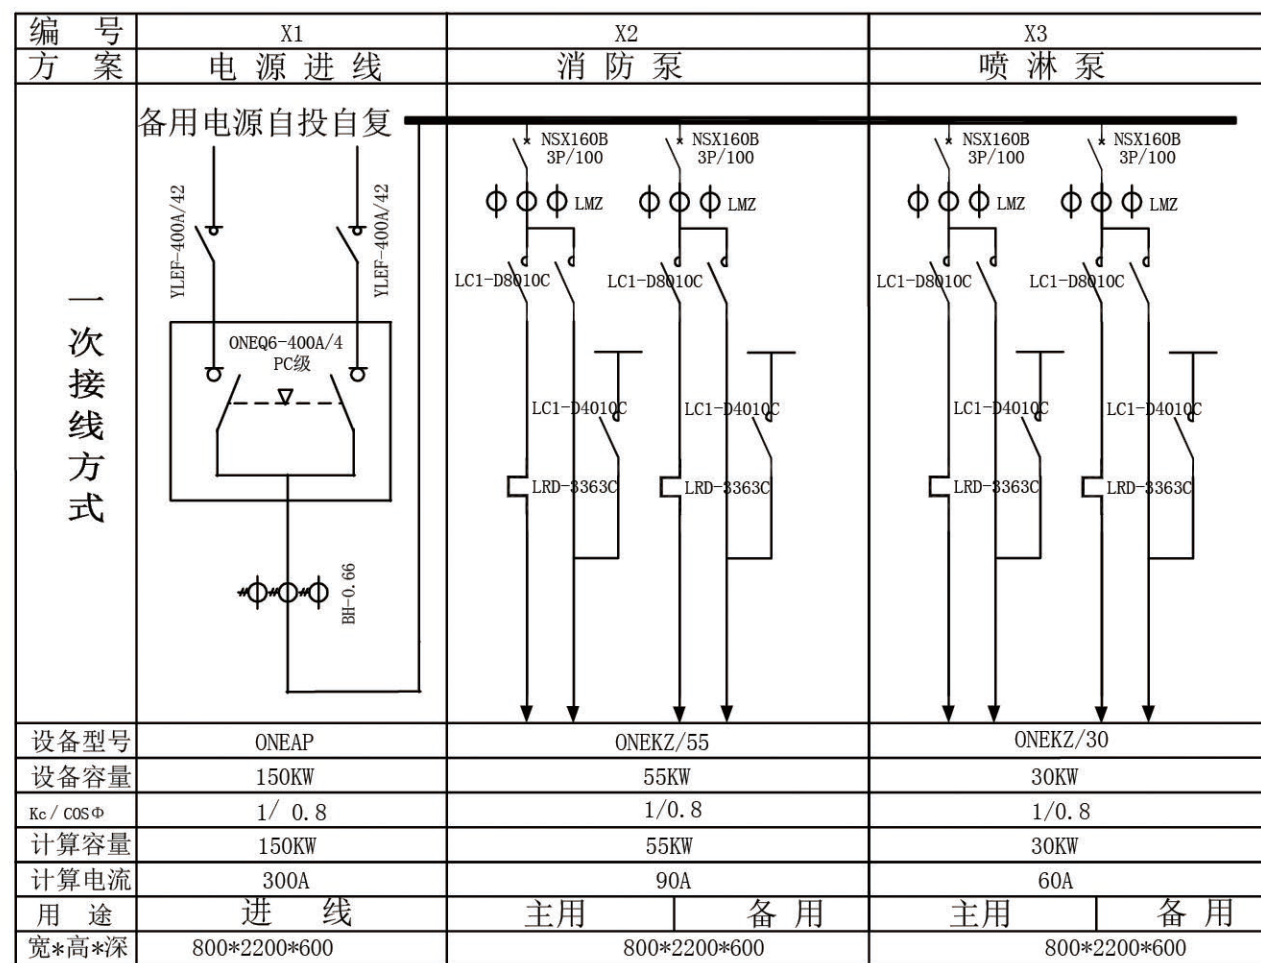 编 号 X1 X2 X3
方 案 电 源 进 线 消 防 泵 喷 淋 泵
一次接线方式
备用电源自投自复
YLEF-400A/42
YLEF-400A/42
ONEQ6-400A/4
PC级
BH-0.66
NSX160B
3P/100
LMZ
LC1-D8010C
LC1-D4010C
LRD-3363C
NSX160B
3P/100
LMZ
LC1-D8010C
LC1-D4010C
LRD-3363C
NSX160B
3P/100
LMZ
LC1-D8010C
LC1-D4010C
LRD-3363C
NSX160B
3P/100
LMZ
LC1-D8010C
LC1-D4010C
LRD-3363C
设备型号 ONEAP ONEKZ/55 ONEKZ/30
设备容量 150KW 55KW 30KW
Kc/COSΦ 1/ 0.8 1/0.8 1/0.8
计算容量 150KW 55KW 30KW
计算电流 300A 90A 60A
用 途 进 线 主用 备 用 主用 备 用
宽*高*深 800*2200*600 800*2200*600 800*2200*600